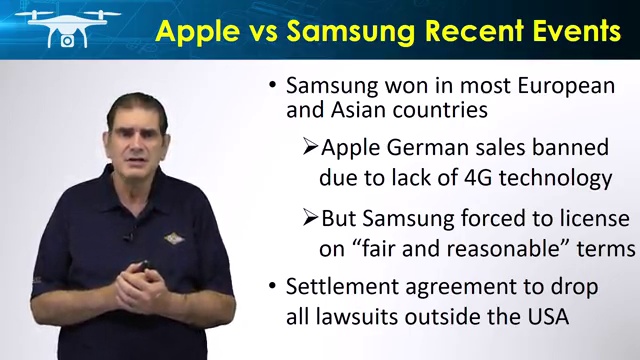 Apple vs Samsung Recent Events
• Samsung won in most European
and Asian countries
➢Apple German sales banned
due to lack of 4G technology
➢But Samsung forced to license
on “fair and reasonable” terms
• Settlement agreement to drop
all lawsuits outside the USA